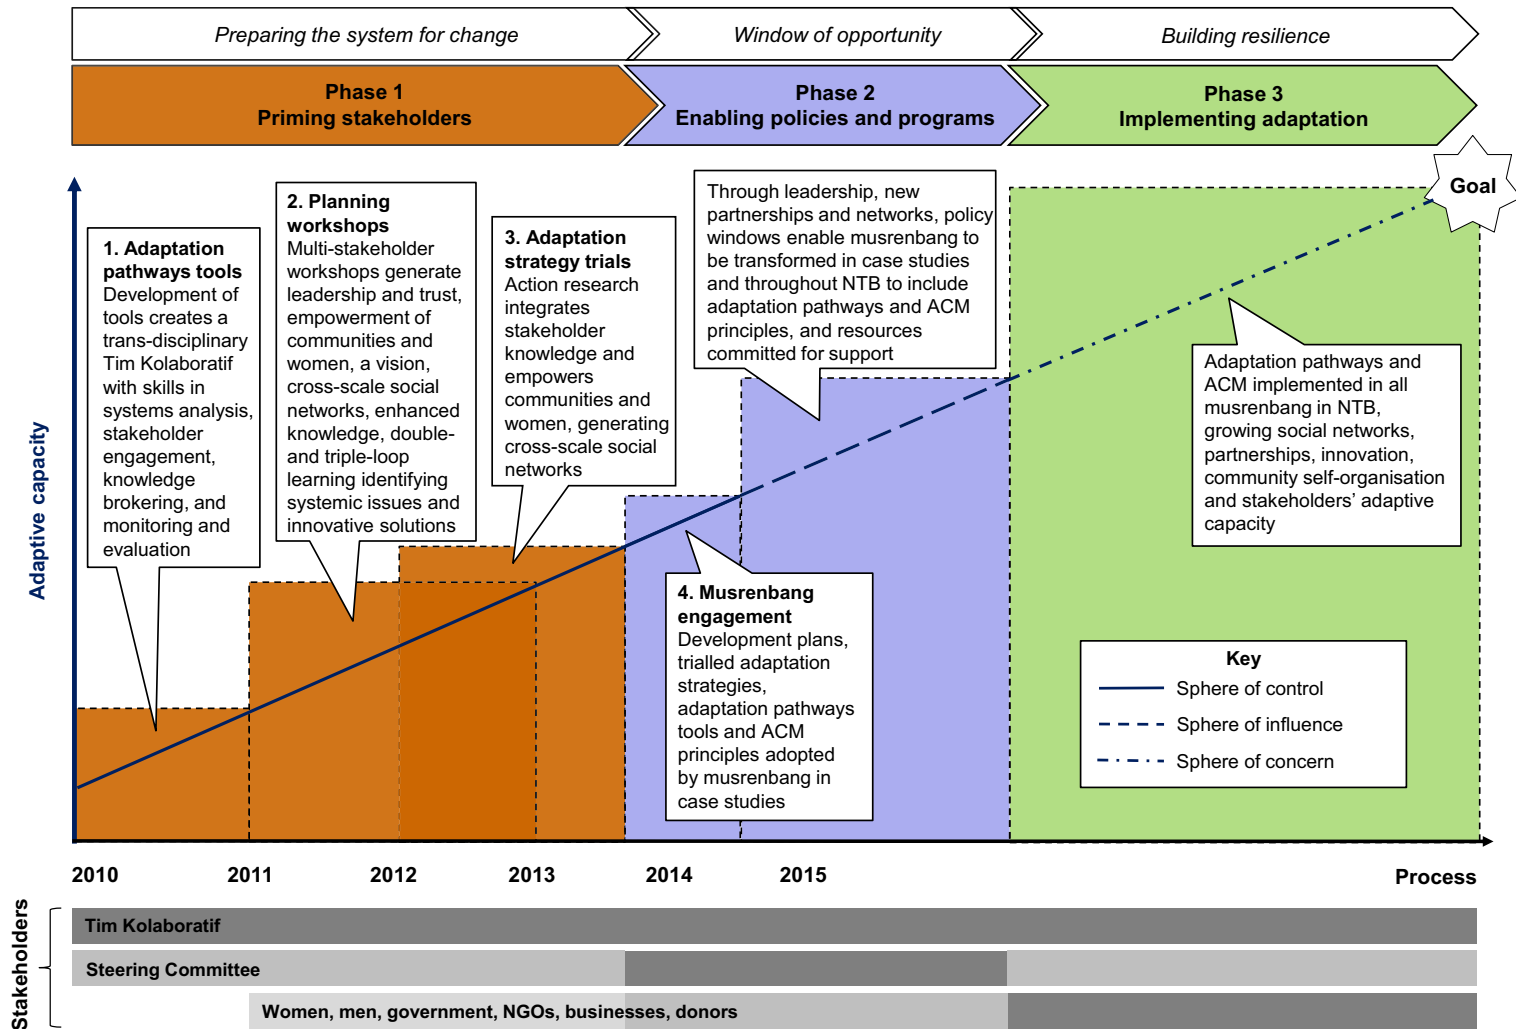 Preparing the system for change
Window of opportunity
Building resilience
Phase 1
Priming stakeholders
Phase 2
Enabling policies and programs
Phase 3
Implementing adaptation
Goal
Adaptive capacity
1. Adaptation
pathways tools
Development of
tools creates a
trans-disciplinary
Tim Kolaboratif
with skills in
systems analysis,
stakeholder
engagement,
knowledge
brokering, and
monitoring and
evaluation
2. Planning
workshops
Multi-stakeholder
workshops generate
leadership and trust,
empowerment of
communities and
women, a vision,
cross-scale social
networks, enhanced
knowledge, double-
and triple-loop
learning identifying
systemic issues and
innovative solutions
3. Adaptation
strategy trials
Action research
integrates
stakeholder
knowledge and
empowers
communities and
women, generating
cross-scale social
networks
Through leadership, new
partnerships and networks, policy
windows enable musrenbang to
be transformed in case studies
and throughout NTB to include
adaptation pathways and ACM
principles, and resources
committed for support
4. Musrenbang
engagement
Development plans,
trialled adaptation
strategies,
adaptation pathways
tools and ACM
principles adopted
by musrenbang in
case studies
Adaptation pathways and
ACM implemented in all
musrenbang in NTB,
growing social networks,
partnerships, innovation,
community self-organisation
and stakeholders’ adaptive
capacity
Key
Sphere of control
Sphere of influence
Sphere of concern
2010
2011
2012
2013
2014
2015
Process
Stakeholders
Tim Kolaboratif
Steering Committee
Women, men, government, NGOs, businesses, donors